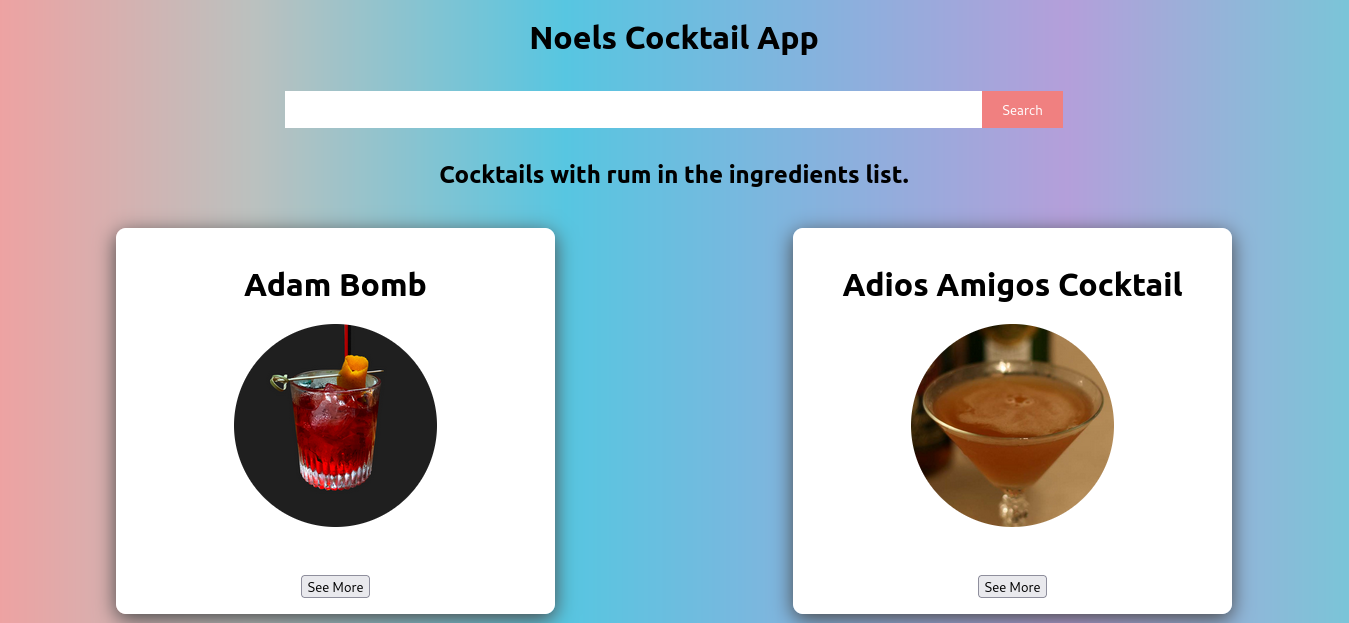 Noels Cocktail App
Search
Cocktails with rum in the ingredients list.
Adam Bomb
Adios Amigos Cocktail
See More
See More